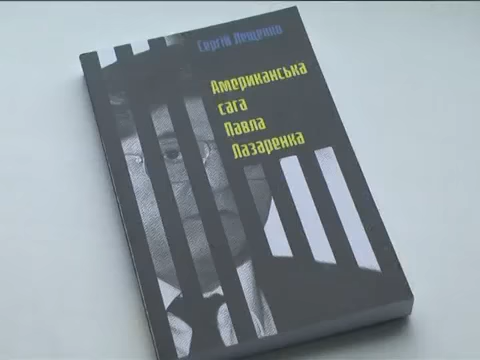 Сергій Лещенко
Американська
сага
Павла
Лазаренка